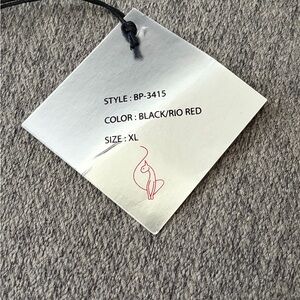 STYLE : BP-3415
COLOR : BLACK/RIO RED
SIZE : XL